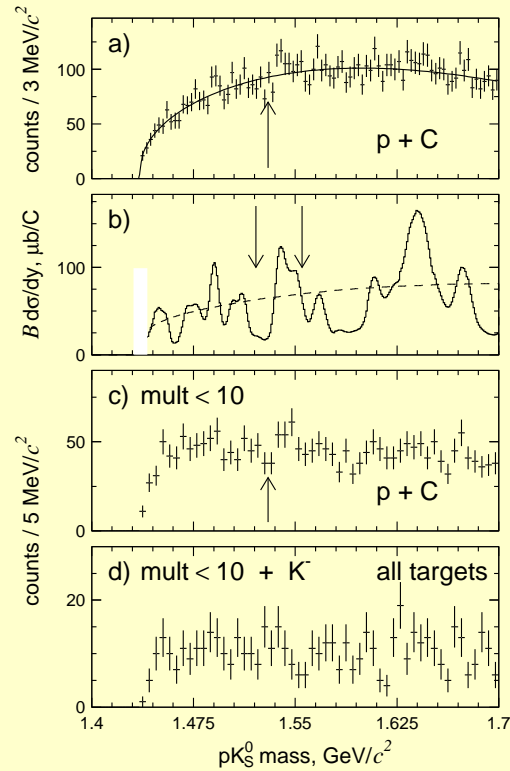 a)
counts / 3 MeV/c²
100
50
0
p + C
b)
B dσ/dy, μb/C
100
50
0
c) mult < 10
50
0
p + C
counts / 5 MeV/c²
d) mult < 10 + K⁻ all targets
20
0
1.4 1.475 1.55 1.625 1.7
pK⁰S mass, GeV/c²